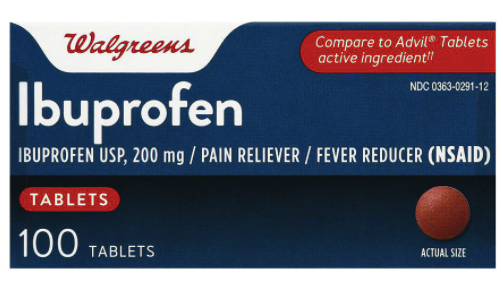 Walgreens
Compare to Advil® Tablets
active ingredient††
NDC 0363-0291-12
Ibuprofen
IBUPROFEN USP, 200 mg / PAIN RELIEVER / FEVER REDUCER (NSAID)
TABLETS
100 TABLETS
ACTUAL SIZE